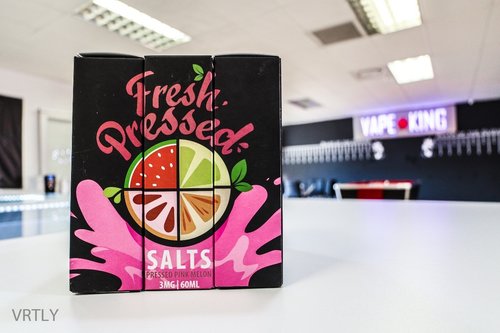 Fresh
Pressed
VAPE KING
SALTS
PRESSED PINK MELON
3MG | 60ML
VRTLY